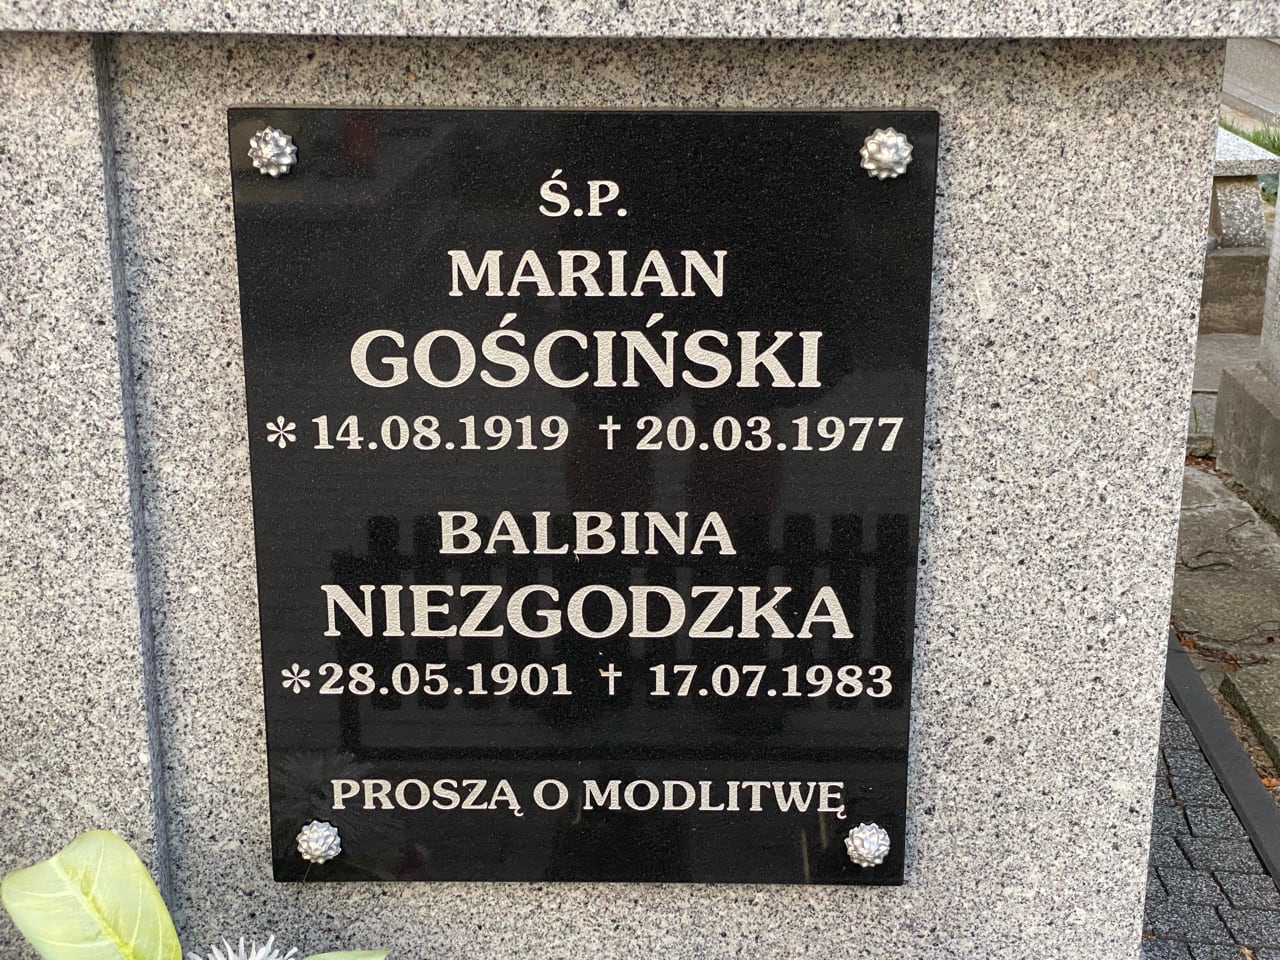 Ś.P.
MARIAN
GOŚCIŃSKI
* 14.08.1919 † 20.03.1977
BALBINA
NIEZGODZKA
* 28.05.1901 † 17.07.1983
PROSZĄ O MODLITWĘ